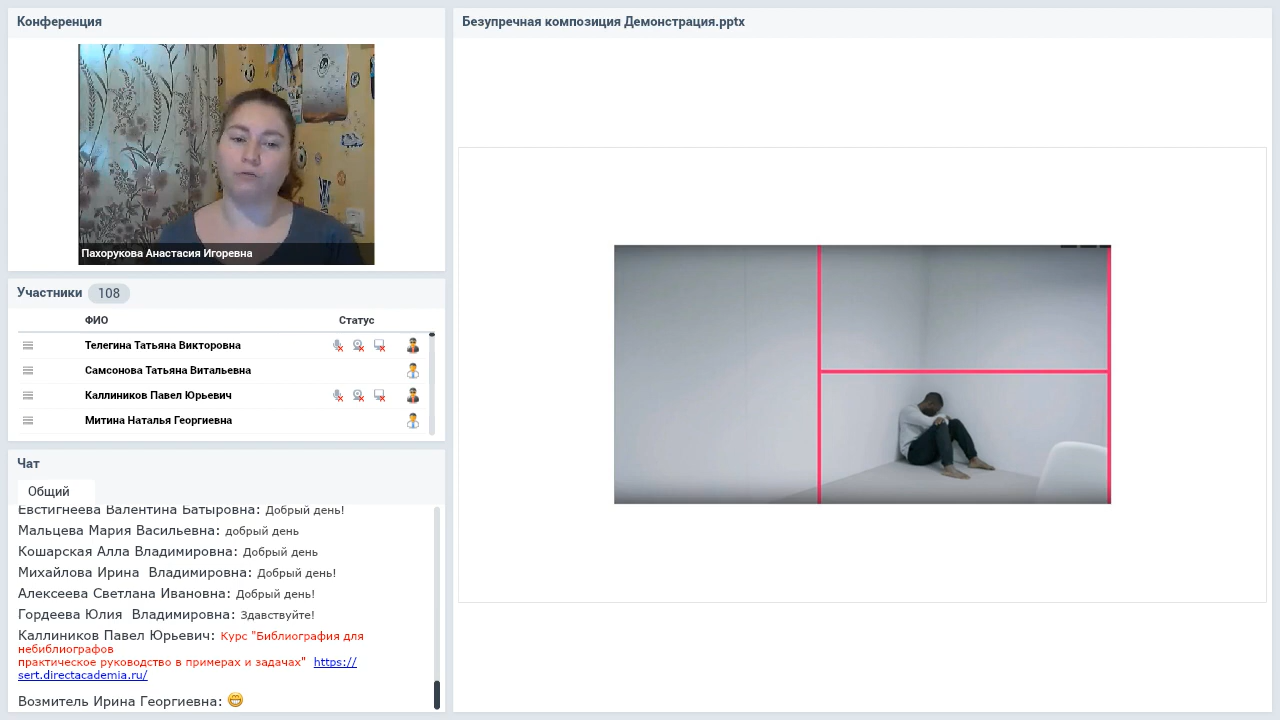 Конференция
Пахорукова Анастасия Игоревна
Участники 108
ФИО Статус
Телегина Татьяна Викторовна
Самсонова Татьяна Витальевна
Каллиников Павел Юрьевич
Митина Наталья Георгиевна
Чат
Общий
Евстигнеева Валентина Батыровна: Добрый день!
Мальцева Мария Васильевна: добрый день
Кошарская Алла Владимировна: Добрый день
Михайлова Ирина Владимировна: Добрый день!
Алексеева Светлана Ивановна: Добрый день!
Гордеева Юлия Владимировна: Здавствуйте!
Каллиников Павел Юрьевич: Курс "Библиография для
небиблиографов
практическое руководство в примерах и задачах" https://
sert.directacademia.ru/
Возмитель Ирина Георгиевна:
Безупречная композиция Демонстрация.pptx